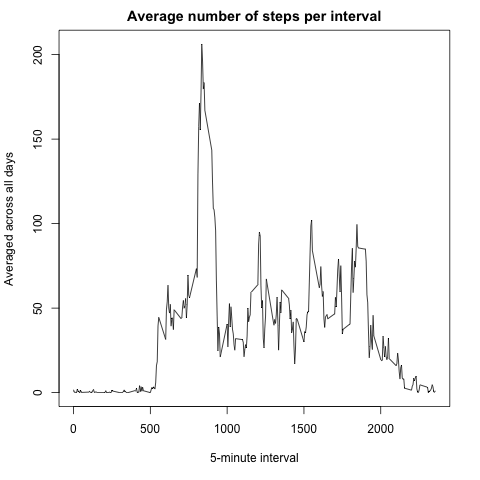 Average number of steps per interval
Averaged across all days
200
150
100
50
0
0 500 1000 1500 2000
5-minute interval